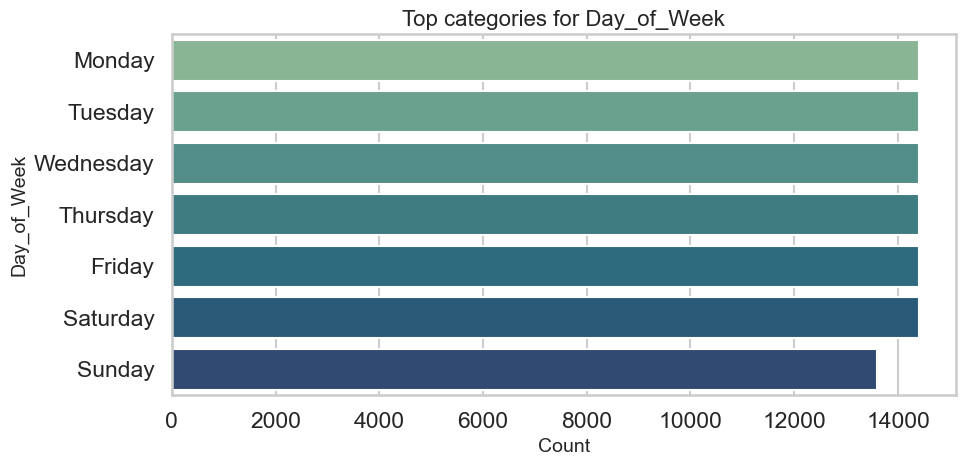 Top categories for Day_of_Week
Day_of_Week
Monday
Tuesday
Wednesday
Thursday
Friday
Saturday
Sunday
0 2000 4000 6000 8000 10000 12000 14000
Count